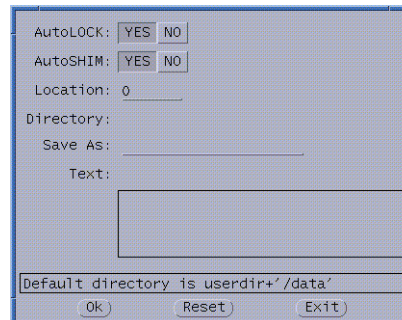 AutoLOCK: YES NO
AutoSHIM: YES NO
Location: 0
Directory:
Save As:
Text:
Default directory is userdir+'/data'
Ok Reset Exit